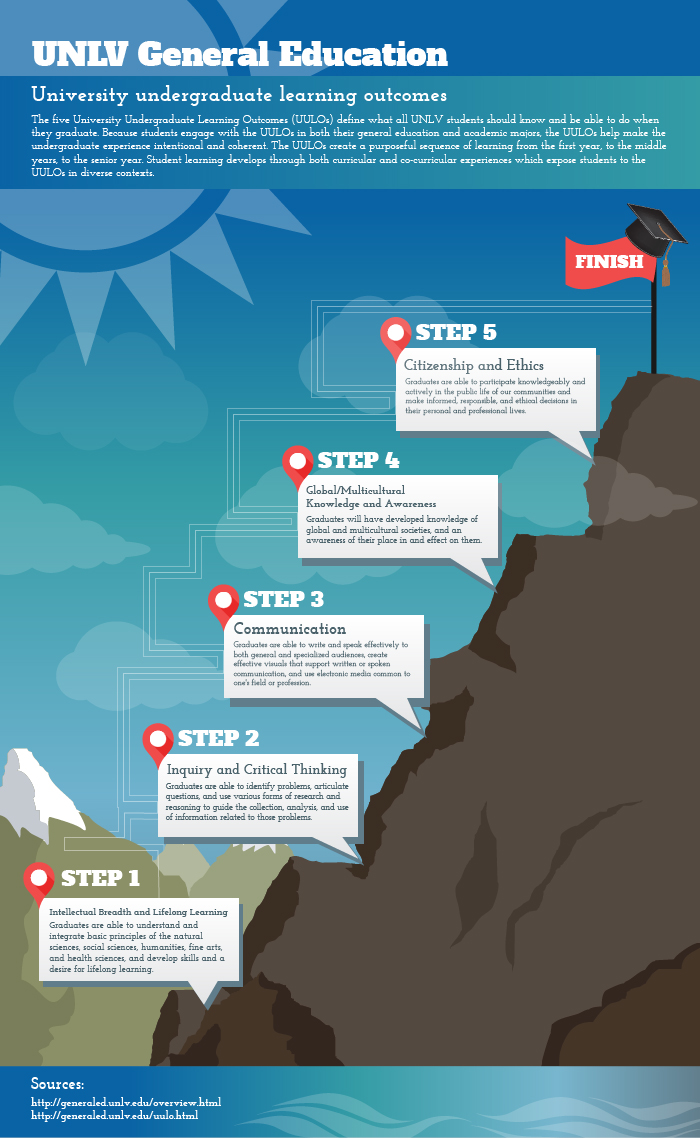 UNLV General Education
University undergraduate learning outcomes
The five University Undergraduate Learning Outcomes (UULOs) define what all UNLV students should know and be able to do when
they graduate. Because students engage with the UULOs in both their general education and academic majors, the UULOs help make the
undergraduate experience intentional and coherent. The UULOs create a purposeful sequence of learning from the first year, to the middle
years, to the senior year. Student learning develops through both curricular and co-curricular experiences which expose students to the
UULOs in diverse contexts.
FINISH
STEP 5
Citizenship and Ethics
Graduates are able to participate knowledgeably and
actively in the public life of our communities and
make informed, responsible, and ethical decisions in
their personal and professional lives.
STEP 4
Global/Multicultural
Knowledge and Awareness
Graduates will have developed knowledge of
global and multicultural societies, and an
awareness of their place in and effect on them.
STEP 3
Communication
Graduates are able to write and speak effectively to
both general and specialized audiences, create
effective visuals that support written or spoken
communication, and use electronic media common to
one's field or profession.
STEP 2
Inquiry and Critical Thinking
Graduates are able to identify problems, articulate
questions, and use various forms of research and
reasoning to guide the collection, analysis, and use
of information related to those problems.
STEP 1
Intellectual Breadth and Lifelong Learning
Graduates are able to understand and
integrate basic principles of the natural
sciences, social sciences, humanities, fine arts,
and health sciences, and develop skills and a
desire for lifelong learning.
Sources:
http://generaled.unlv.edu/overview.html
http://generaled.unlv.edu/uulo.html